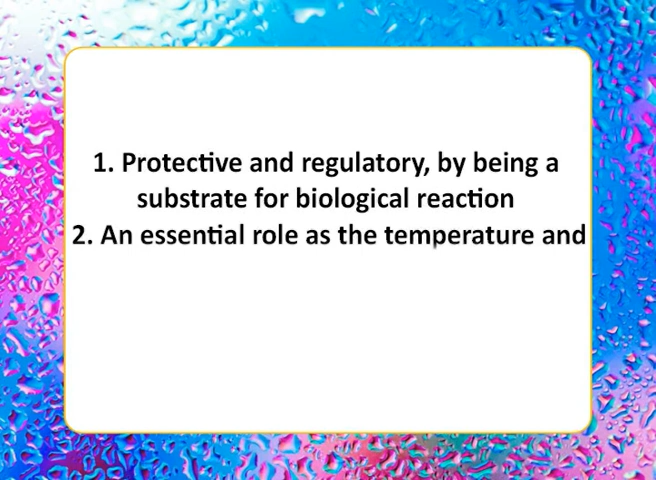 1. Protective and regulatory, by being a
substrate for biological reaction
2. An essential role as the temperature and